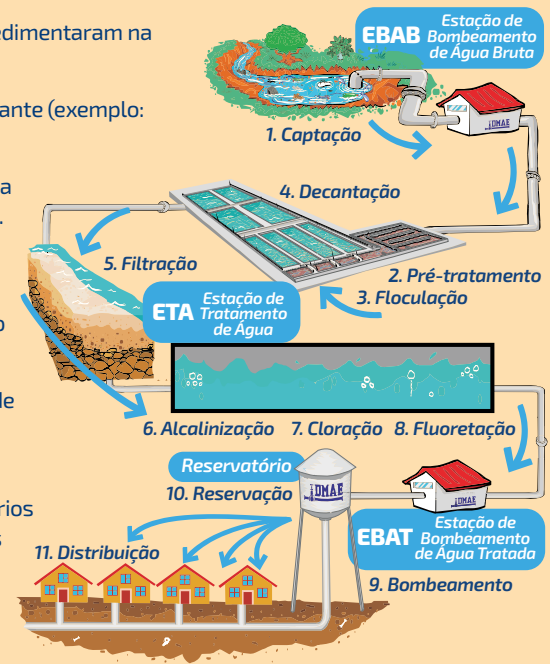 edimentaram na
ante (exemplo:
a
.
o
de
rios
s
EBAB
Estação de
Bombeamento
de Água Bruta
1. Captação
DMAE
4. Decantação
5. Filtração
2. Pré-tratamento
3. Floculação
ETA
Estação de
Tratamento
de Água
6. Alcalinização 7. Cloração 8. Fluoretação
Reservatório
10. Reservação
DMAE
DMAE
EBAT
Estação de
Bombeamento
de Água Tratada
11. Distribuição
9. Bombeamento